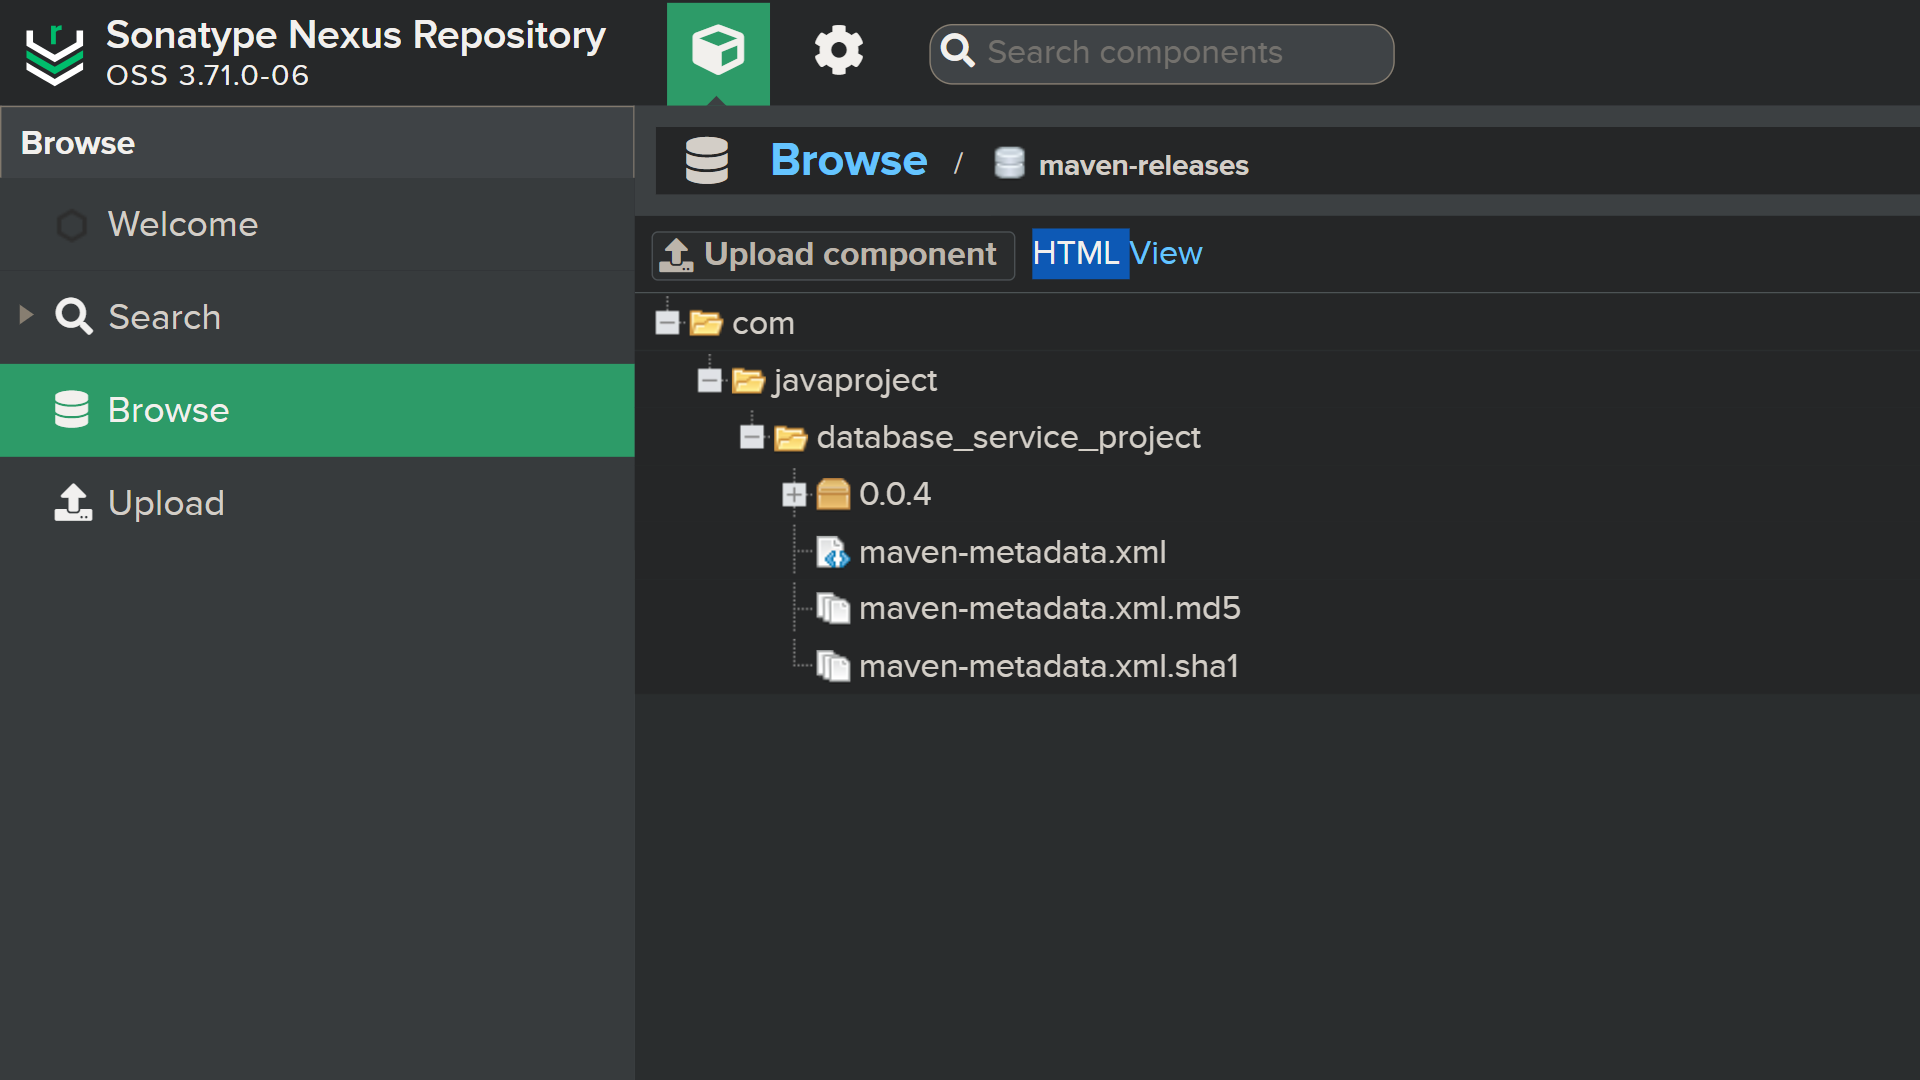 Sonatype Nexus Repository
OSS 3.71.0-06
Search components
Browse
Welcome
Search
Browse
Upload
Browse / maven-releases
Upload component HTML View
com
javaproject
database_service_project
0.0.4
maven-metadata.xml
maven-metadata.xml.md5
maven-metadata.xml.sha1